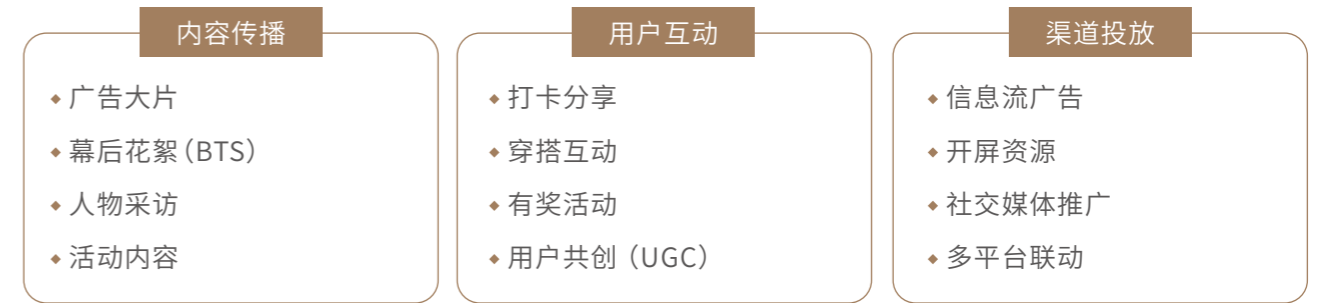 内容传播
广告大片
幕后花絮（BTS）
人物采访
活动内容
用户互动
打卡分享
穿搭互动
有奖活动
用户共创（UGC）
渠道投放
信息流广告
开屏资源
社交媒体推广
多平台联动